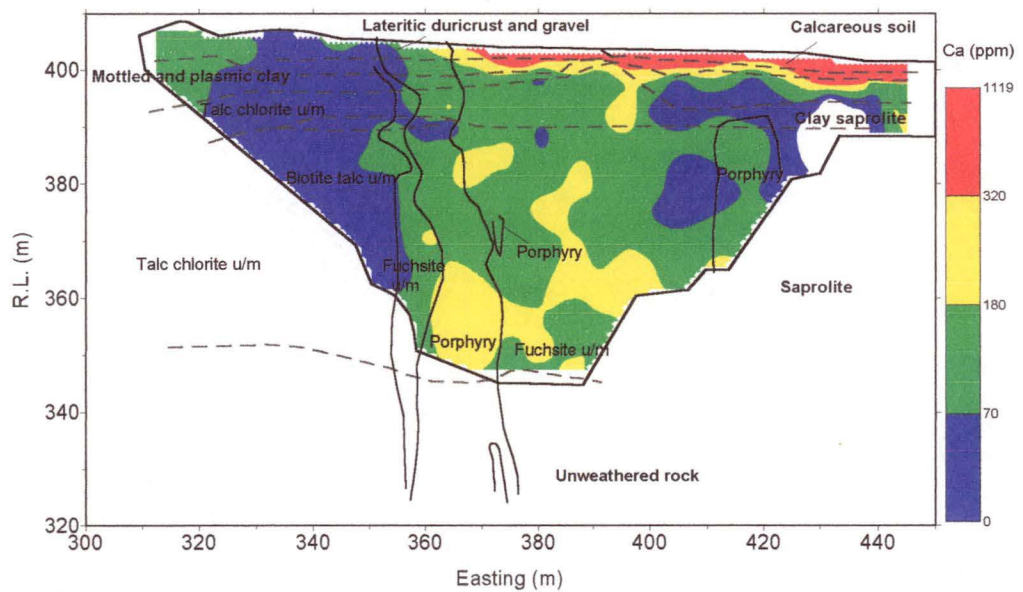 Lateritic duricrust and gravel
Calcareous soil
Ca (ppm)
1119
320
180
70
0
Mottled and plasmic clay
Talc chlorite u/m
Clay saprolite
Biotite talc u/m
Porphyry
Porphyry
Talc chlorite u/m
Fuchsite
u/m
Saprolite
Porphyry
Fuchsite u/m
Unweathered rock
R.L. (m)
400
380
360
340
320
300
320
340
360
380
400
420
440
Easting (m)